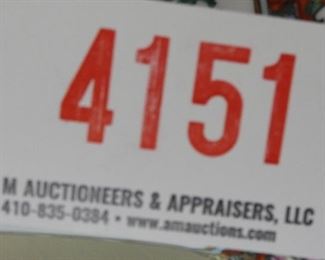 4151
M AUCTIONEERS & APPRAISERS, LLC
410-835-0384 • www.amauctions.com